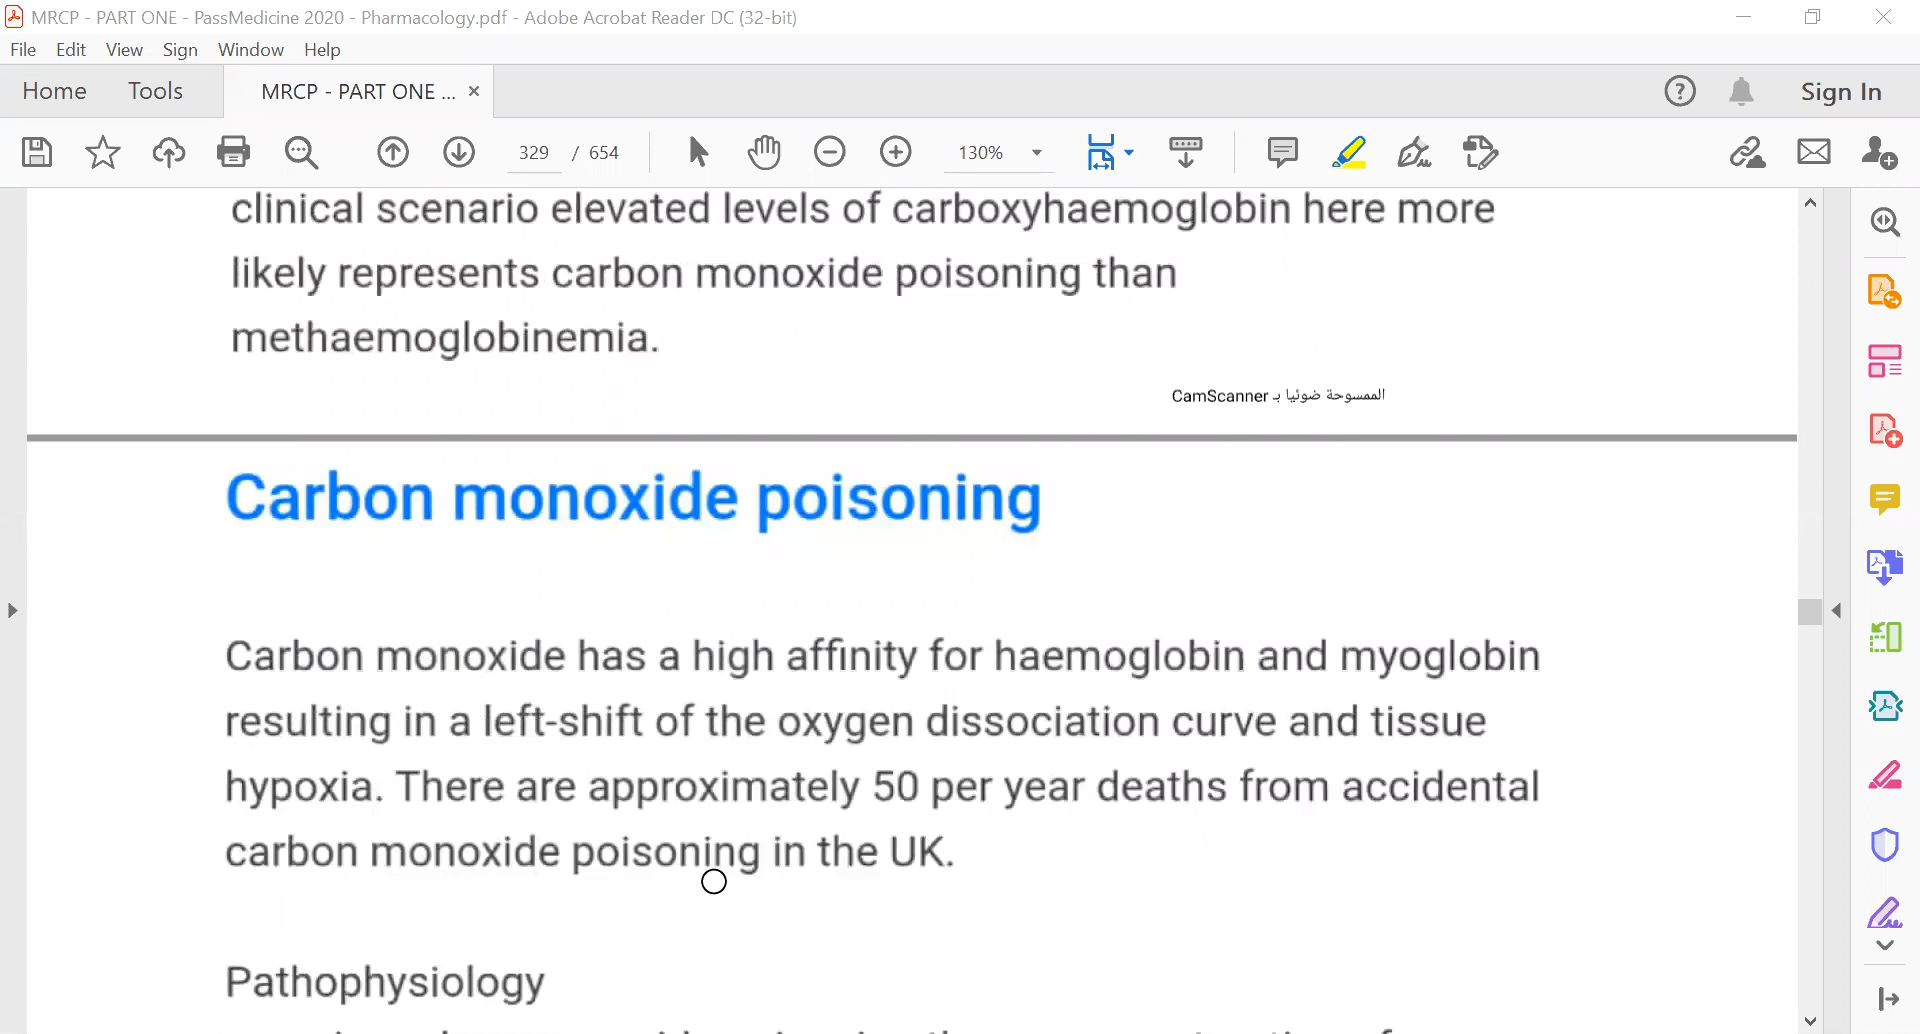 MRCP - PART ONE - PassMedicine 2020 - Pharmacology.pdf - Adobe Acrobat Reader DC (32-bit)
File Edit View Sign Window Help
Home Tools MRCP - PART ONE ... × Sign In
329 / 654 130%
clinical scenario elevated levels of carboxyhaemoglobin here more
likely represents carbon monoxide poisoning than
methaemoglobinemia.
الممسوحة ضوئيا بـ CamScanner
Carbon monoxide poisoning
Carbon monoxide has a high affinity for haemoglobin and myoglobin
resulting in a left-shift of the oxygen dissociation curve and tissue
hypoxia. There are approximately 50 per year deaths from accidental
carbon monoxide poisoning in the UK.
Pathophysiology